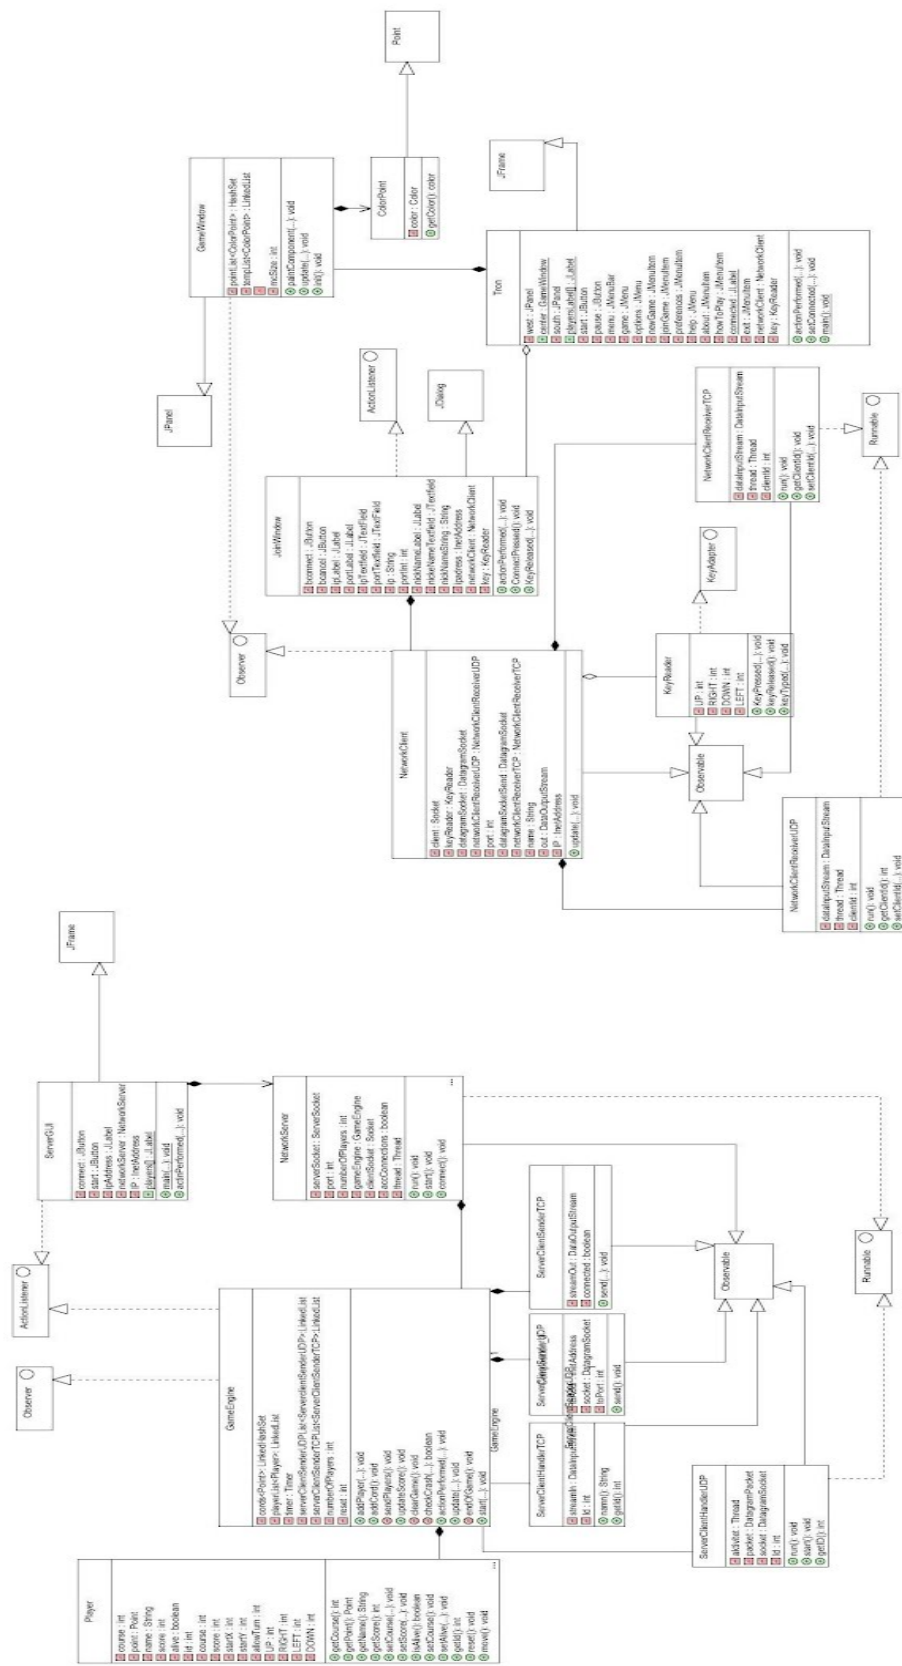 Player
course : int
point : Point
name : String
score : int
alive : boolean
id : int
course : int
score : int
startX : int
startY : int
allowTurn : int
UP : int
RIGHT : int
LEFT : int
DOWN : int
getCourse(): int
getPoint(): Point
getName(): String
getScore(): int
setCourse(...): void
setScore(...): void
isAlive(): boolean
setCourse(): void
setAlive(...): void
getId(): int
reset(): void
move(): void
...
Observer
ActionListener
GameEngine
cords<Point>: LinkedHashSet
playerList<Player>: LinkedList
timer : Timer
serverClientSenderUDPList<ServerclientSenderUDP>:LinkedList
serverClientSenderTCPList<ServerClientSenderTCP>:LinkedList
numberOfPlayers : int
reset : int
addPlayer(...): void
addCord(): void
sendPlayers(): void
updateScore(): void
clearGame(): void
checkCrash(...): boolean
actionPerformed(...): void
update(...): void
endOfGame(): void
start(...): void
GameEngine
ServerGUI
connect : JButton
start : JButton
ipAddress : JLabel
networkServer : NetworkServer
IP : InetAddress
players[] : JLabel
main(...): void
actinPerformed(...): void
JFrame
NetworkServer
serverSocket : ServerSocket
port : int
numberOfPlayers : int
gameEngine : GameEngine
clientSocket : Socket
accConnections : boolean
thread : Thread
run(): void
start(): void
connect(): void
...
ServerClientHandlerTCP
streamIn : DataInputStream
id : int
namn(): String
getId(): int
socket : DatagramSocket
toPort : int
send(): void
ServerClientSenderTCP
streamOut : DataOutputStream
connected : boolean
send(...): void
ServerClientHandlerUDP
aktivitet : Thread
packet : DatagramPacket
socket : DatagramSocket
id : int
run(): void
start(): void
getID(): int
Observable
Runnable
JPanel
GameWindow
pointList<ColorPoint> : HashSet
tempList<ColorPoint> : LinkedList
mcSize : int
paintComponent(...): void
update(...): void
init(): void
Point
ColorPoint
color : Color
getColor(): color
Observer
JoinWindow
bconnect : JButton
bcancel : JButton
ipLabel : JLabel
portLabel : JLabel
ipTextfield : JTextField
portTextfield : JTextField
ip : String
portInt : int
nickNameLabel : JLabel
nickeNameTextfield : JTextfield
nickNameString : String
ipadress : InetAddress
networkClient : NetworkClient
key : KeyReader
actionPerformed(...): void
ConnectPressed(): void
KeyReleased(...): void
ActionListener
JDialog
JFrame
Tron
west : JPanel
center : GameWindow
south : JPanel
playersLabel[] : JLabel
start : JButton
pause : JButton
menu : JMenuBar
game : JMenu
options : JMenu
newGame : JMenuItem
joinGame : JMenuItem
preferences : JMenuItem
help : JMenu
about : JMenuItem
howToPlay : JMenuItem
connected : JLabel
exit : JMenuItem
networkClient : NetworkClient
key : KeyReader
actionPerformed(...): void
setConnected(...): void
main(): void
NetworkClient
client : Socket
keyReader : KeyReader
datagramSocket : DatagramSocket
networkClientReceiverUDP : NetworkClientReceiverUDP
port : int
datagramSocketSend : DatagramSocket
networkClientReceiverTCP : NetworkClientReceiverTCP
name : String
out : DataOutputStream
IP : InetAddress
update(...): void
KeyReader
UP : int
RIGHT : int
DOWN : int
LEFT : int
KeyPressed(...): void
keyReleased(): void
keyTyped(...): void
KeyAdapter
NetworkClientReceiverTCP
dataInputStream : DataInputStream
thread : Thread
clientId : int
run(): void
getClientId(): void
setClientId(...): void
Observable
NetworkClientReceiverUDP
dataInputStream : DataInputStream
thread : Thread
clientId : int
run(): void
getClientId(): int
setClientId(...): void
Runnable